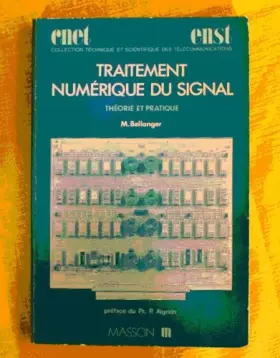 cnet enst
COLLECTION TECHNIQUE ET SCIENTIFIQUE DES TÉLÉCOMMUNICATIONS
TRAITEMENT
NUMÉRIQUE DU SIGNAL
THÉORIE ET PRATIQUE
M. Bellanger
préface du Pr. P. Aigrain
MASSON m